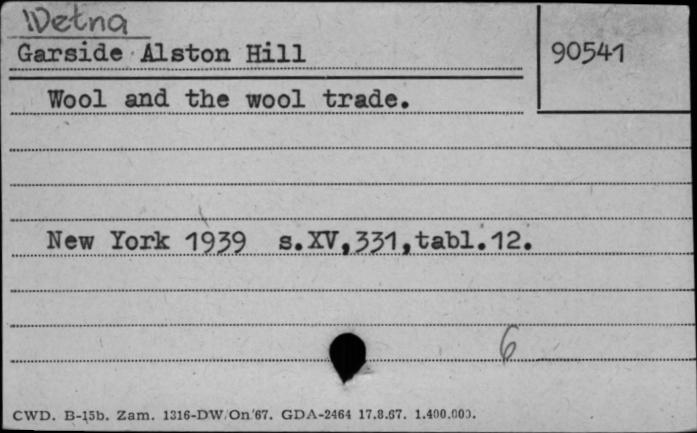 Wełna
Garside Alston Hill
90541
Wool and the wool trade.
New York 1939 s.XV,331,tabl.12.
6
CWD. B-15b. Zam. 1316-DW/On/67. GDA-2464 17.8.67. 1.400.000.